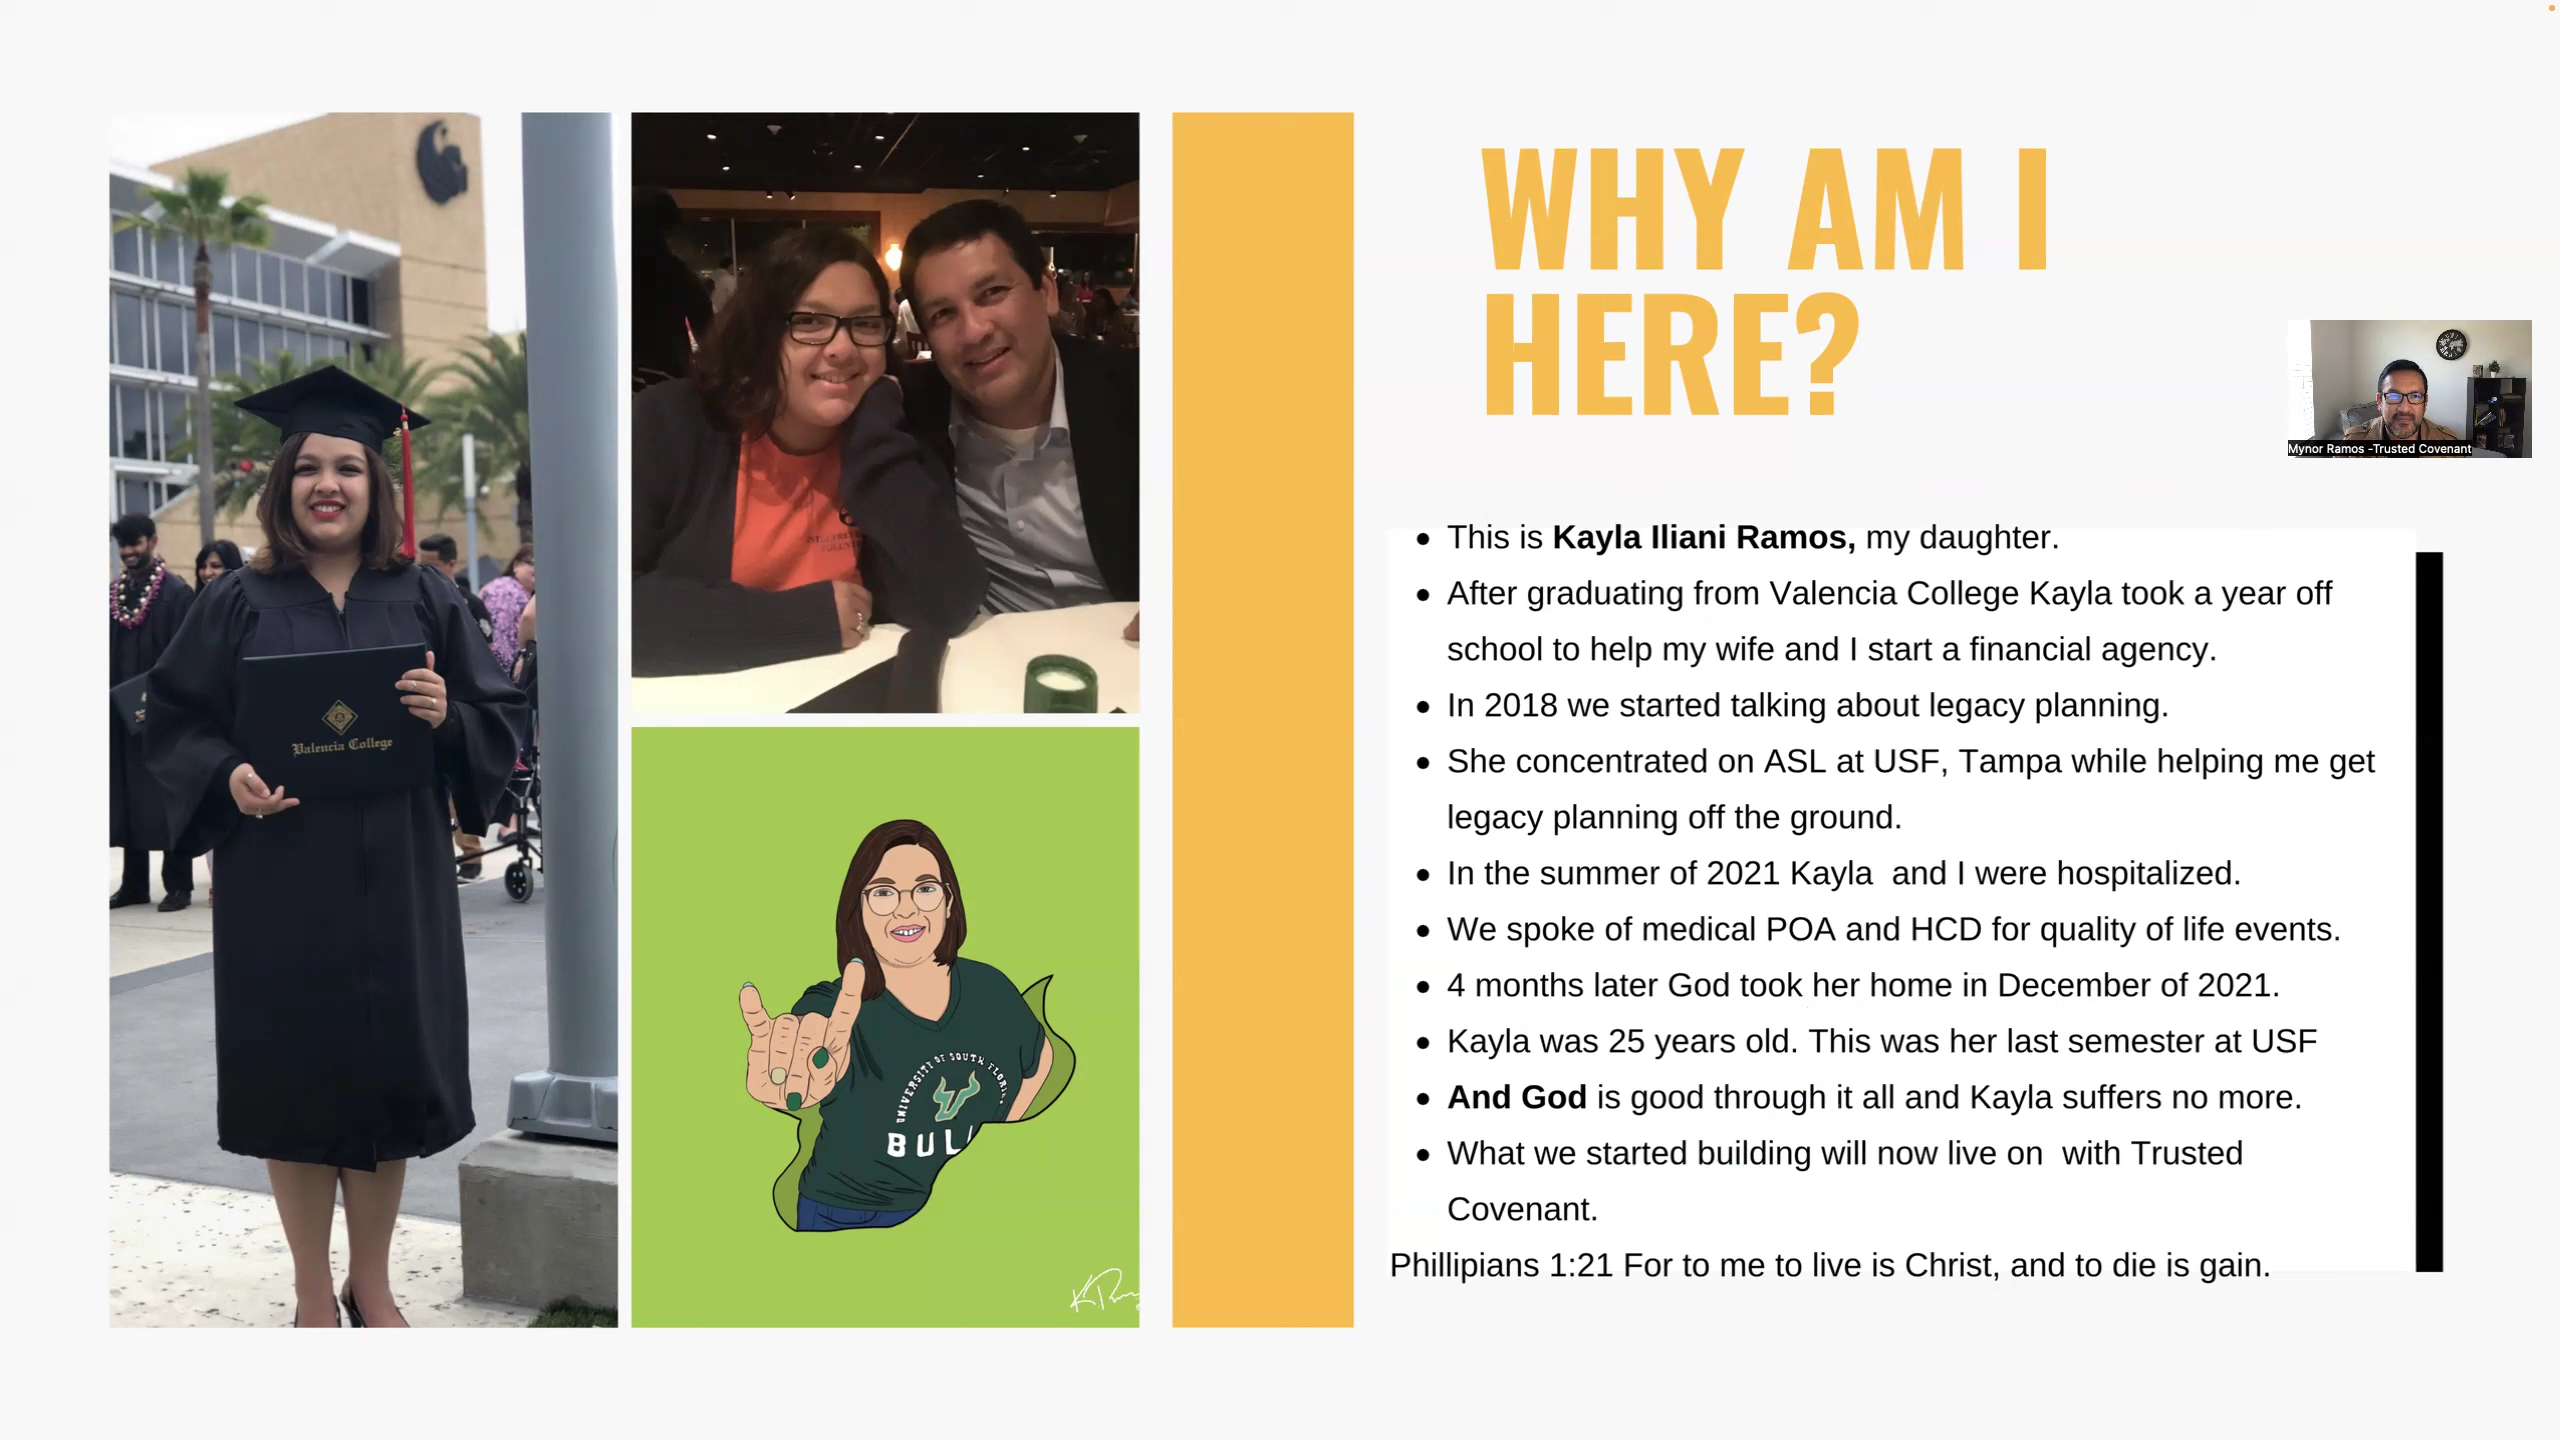 WHY AM I
HERE?
Mynor Ramos -Trusted Covenant
• This is Kayla Iliani Ramos, my daughter.
• After graduating from Valencia College Kayla took a year off
school to help my wife and I start a financial agency.
• In 2018 we started talking about legacy planning.
• She concentrated on ASL at USF, Tampa while helping me get
legacy planning off the ground.
• In the summer of 2021 Kayla  and I were hospitalized.
• We spoke of medical POA and HCD for quality of life events.
• 4 months later God took her home in December of 2021.
• Kayla was 25 years old. This was her last semester at USF
• And God is good through it all and Kayla suffers no more.
• What we started building will now live on  with Trusted
Covenant.
Phillipians 1:21 For to me to live is Christ, and to die is gain.
Valencia College
UNIVERSITY OF SOUTH FLORI
BUL